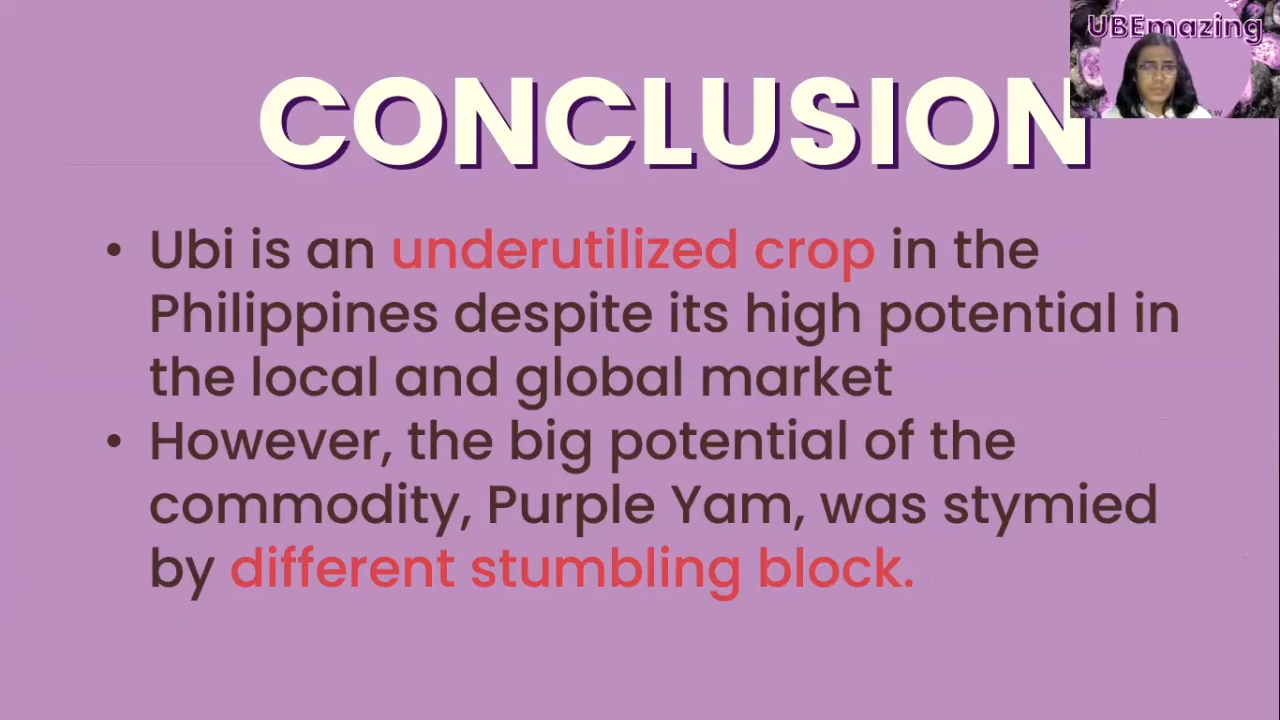 UBEmazing
CONCLUSION
• Ubi is an underutilized crop in the
Philippines despite its high potential in
the local and global market
• However, the big potential of the
commodity, Purple Yam, was stymied
by different stumbling block.